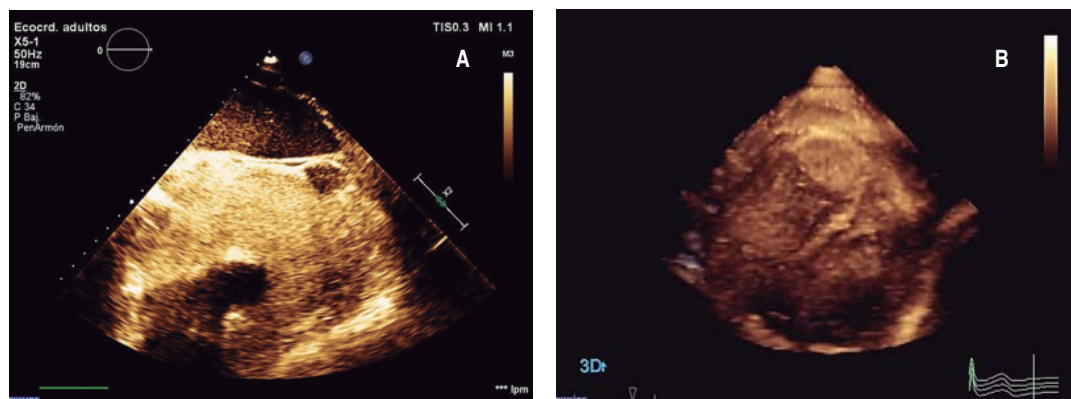 Ecocrd. adultos
X5-1
50Hz
19cm
0
2D
82%
C 34
P Baj.
PenArmón
TIS0.3 MI 1.1
M3
A
X2
P
*** lpm
B
3D